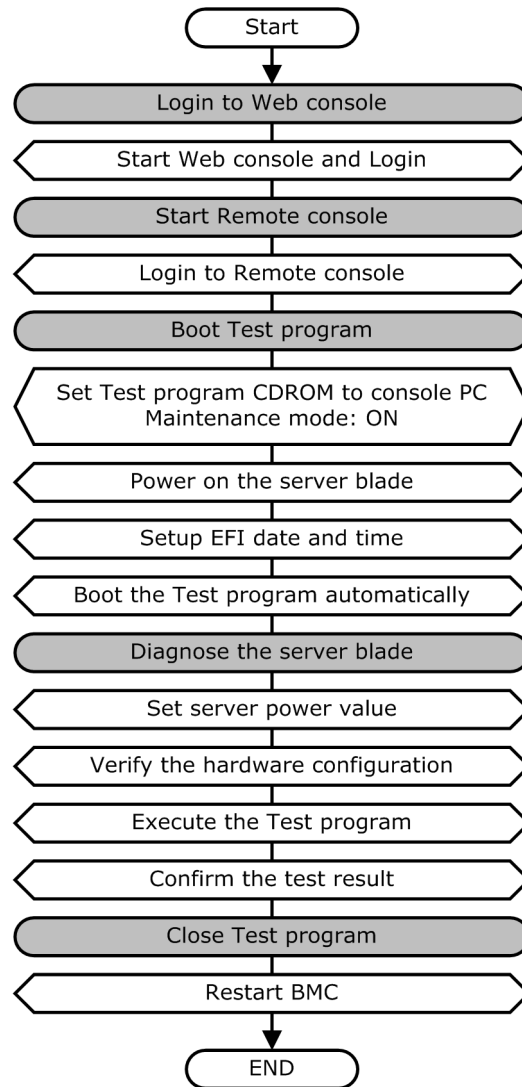 Start
Login to Web console
Start Web console and Login
Start Remote console
Login to Remote console
Boot Test program
Set Test program CDROM to console PC
Maintenance mode: ON
Power on the server blade
Setup EFI date and time
Boot the Test program automatically
Diagnose the server blade
Set server power value
Verify the hardware configuration
Execute the Test program
Confirm the test result
Close Test program
Restart BMC
END